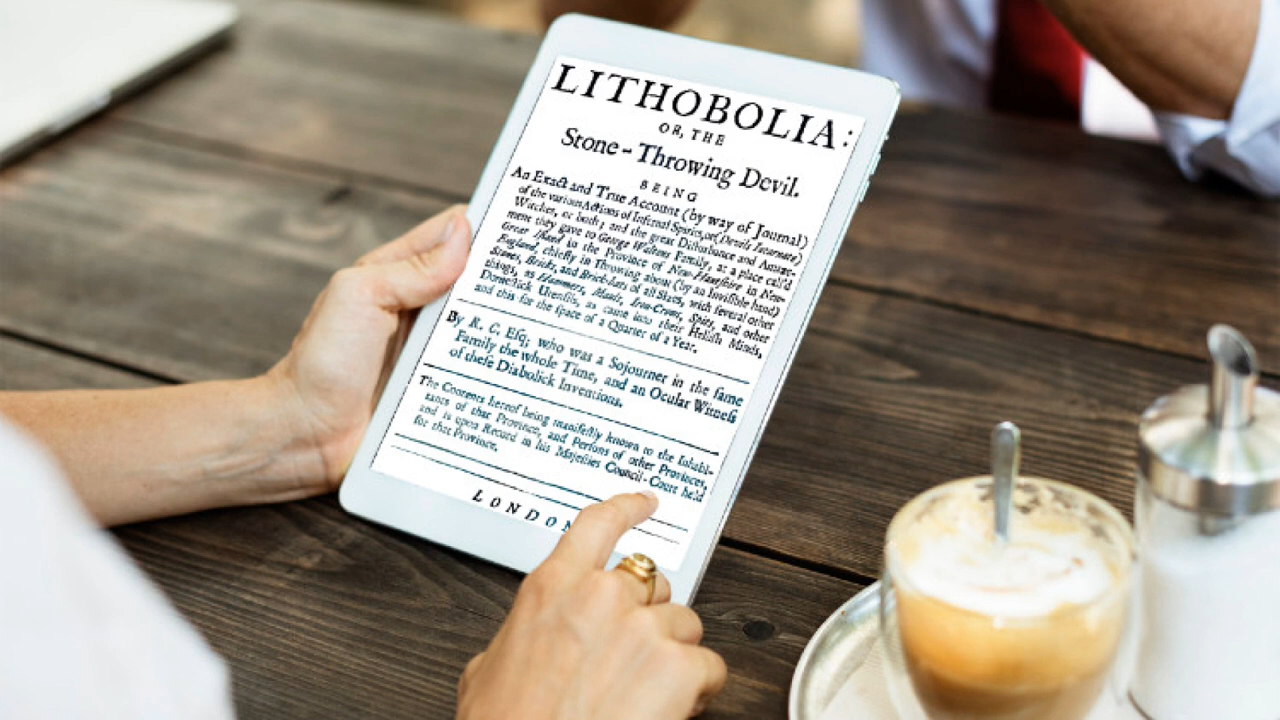 LITHOBOLIA:
OR, THE
Stone-Throwing Devil.
BEING
An Exact and True Account (by way of Journal)
of the various Actions of Infernal Spirits, or (Devils Incarnate)
Witches, or both; and the great Disturbance and Amaze-
ment they gave to George Waltons Family, at a place call'd
Great Island in the Province of New-Hampshire in New-
England, chiefly in Throwing about (by an Invisible hand)
Stones, Bricks, and Brick-bats of all Sizes, with several other
things, as Hammers, Mauls, Iron-Crows, Spits, and other
Domestick Utensils, as came into their Hellish Minds,
and this for the space of a Quarter of a Year.
By R. C. Esq; who was a Sojourner in the ſame
Family the whole Time, and an Ocular Witneſs
of theſe Diabolick Inventions.
The Contents hereof being manifeſtly known to the Inhabi-
tants of that Province, and Perſons of other Provinces,
and is upon Record in his Majeſties Council-Court held
for that Province.
LONDON